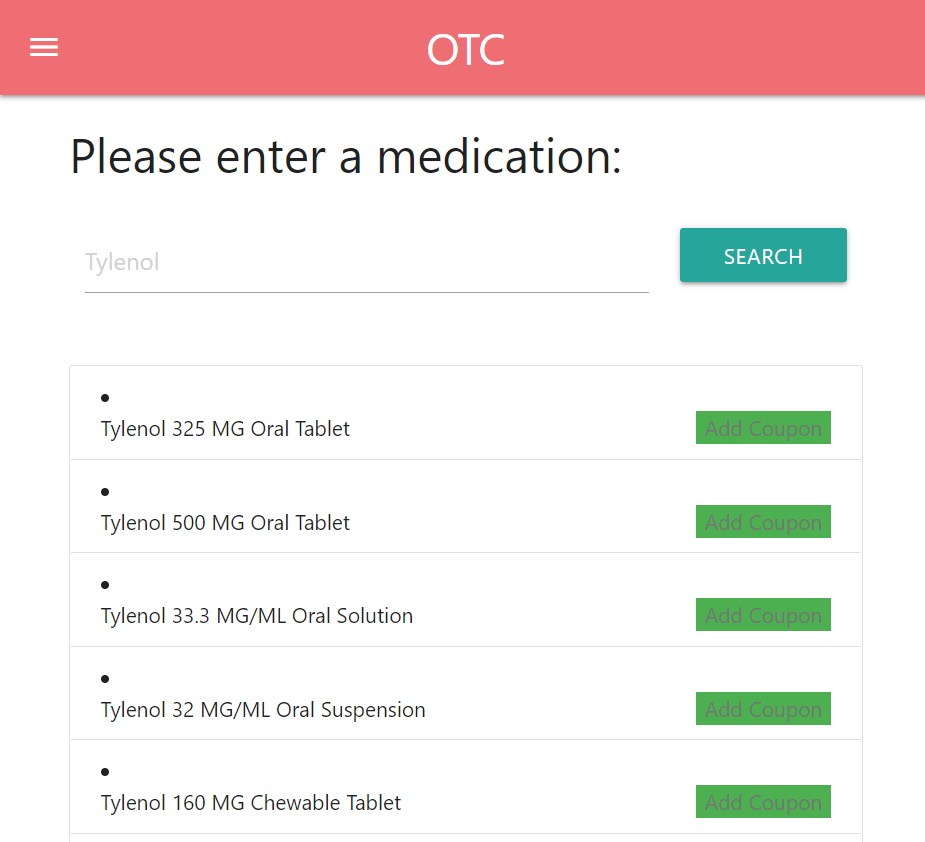 OTC
Please enter a medication:
Tylenol
SEARCH
Tylenol 325 MG Oral Tablet
Add Coupon
Tylenol 500 MG Oral Tablet
Add Coupon
Tylenol 33.3 MG/ML Oral Solution
Add Coupon
Tylenol 32 MG/ML Oral Suspension
Add Coupon
Tylenol 160 MG Chewable Tablet
Add Coupon